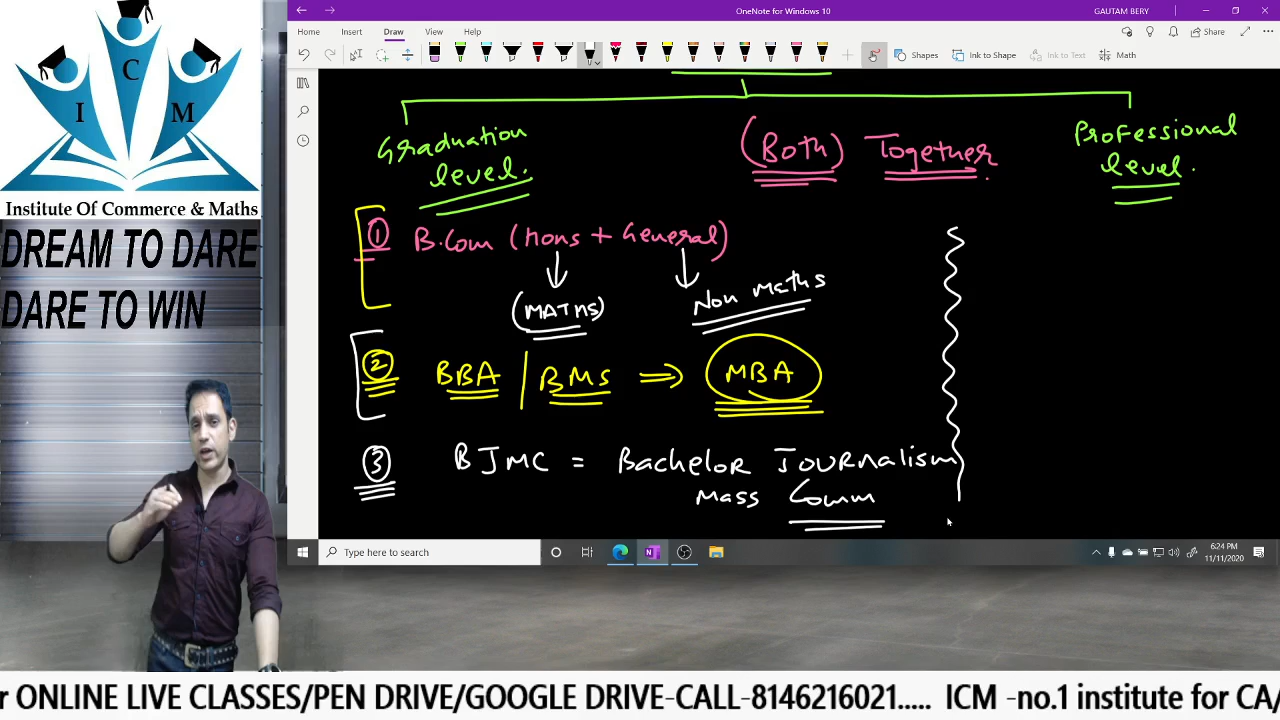 I C M
Institute Of Commerce & Maths
DREAM TO DARE
DARE TO WIN
OneNote for Windows 10
GAUTAM BERY
Home Insert Draw View Help
Share
Shapes Ink to Shape Ink to Text Math
Graduation level.
(Both) Together
Professional level.
1 B.Com (Hons + General)
(MATHS) Non maths
2 BBA | BMS ⇒ MBA
3 BJMC = Bachelor Journalism
Mass Comm
Type here to search
6:24 PM
11/11/2020
r ONLINE LIVE CLASSES/PEN DRIVE/GOOGLE DRIVE-CALL-8146216021..... ICM -no.1 institute for CA/